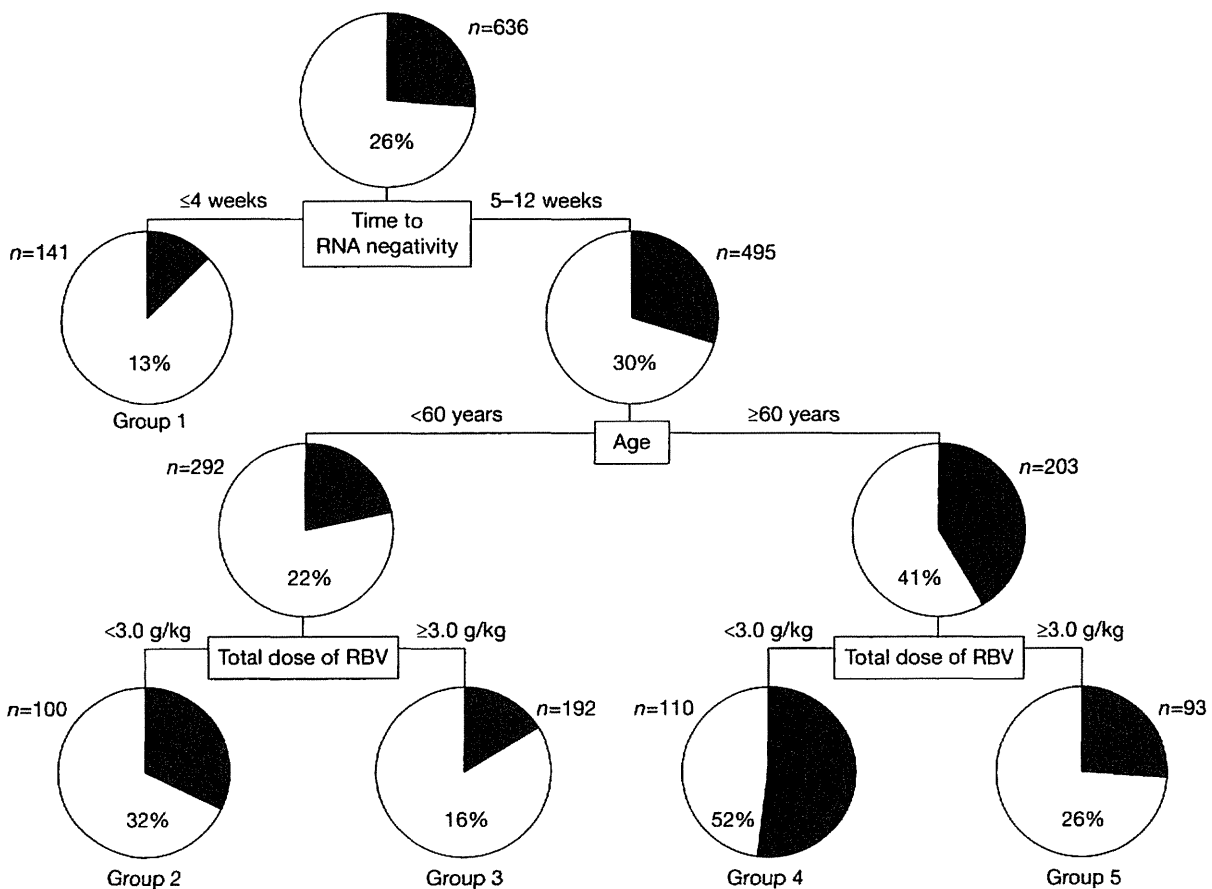 n=636
26%
≤4 weeks
5–12 weeks
Time to
RNA negativity
n=141
n=495
13%
30%
Group 1
<60 years
≥60 years
Age
n=292
n=203
22%
41%
<3.0 g/kg
≥3.0 g/kg
<3.0 g/kg
≥3.0 g/kg
Total dose of RBV
Total dose of RBV
n=100
n=192
n=110
n=93
32%
16%
52%
26%
Group 2
Group 3
Group 4
Group 5